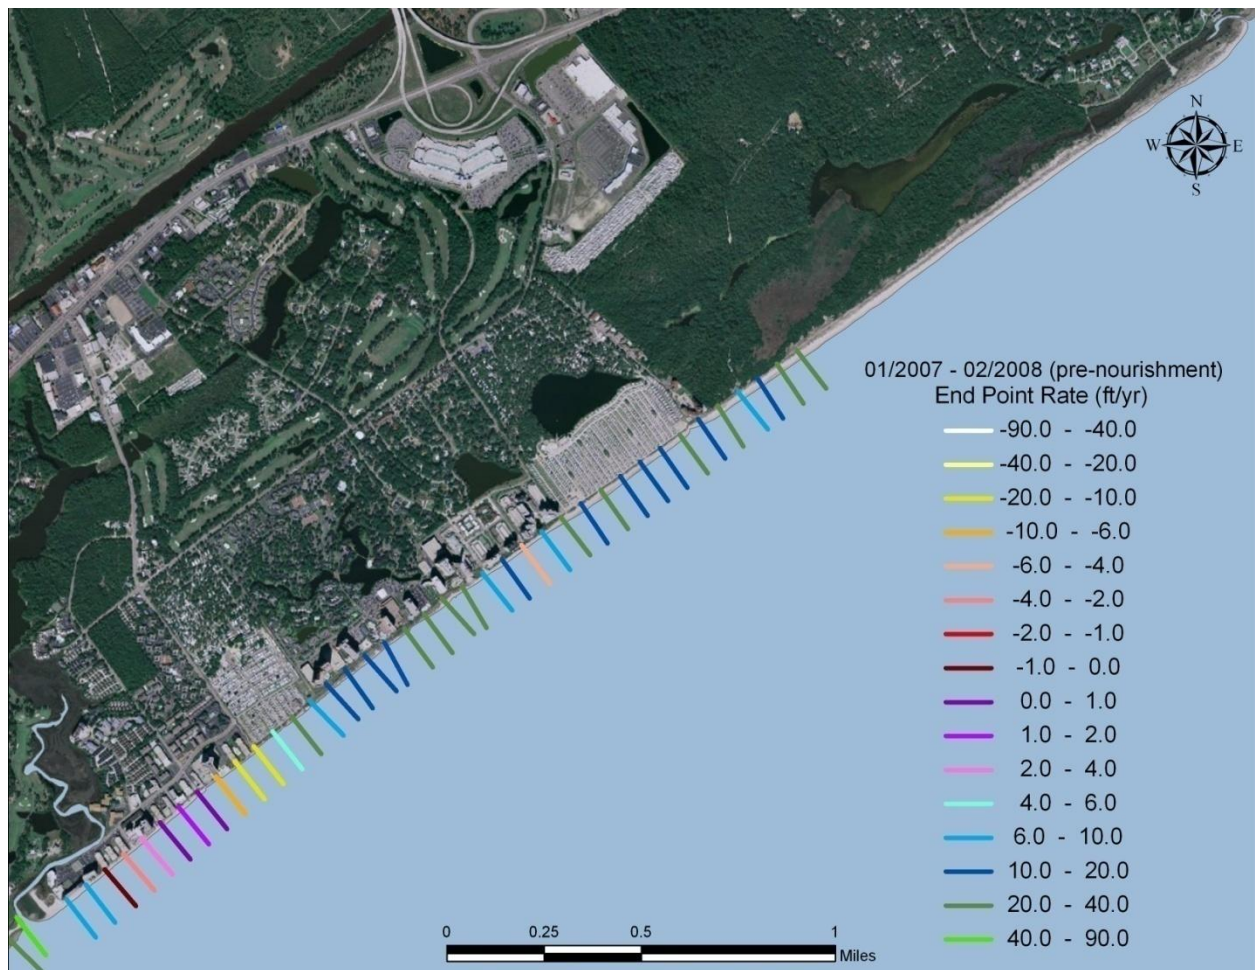 N
W E
S
01/2007 - 02/2008 (pre-nourishment)
End Point Rate (ft/yr)
-90.0 - -40.0
-40.0 - -20.0
-20.0 - -10.0
-10.0 - -6.0
-6.0 - -4.0
-4.0 - -2.0
-2.0 - -1.0
-1.0 - 0.0
0.0 - 1.0
1.0 - 2.0
2.0 - 4.0
4.0 - 6.0
6.0 - 10.0
10.0 - 20.0
20.0 - 40.0
40.0 - 90.0
0 0.25 0.5 1
Miles